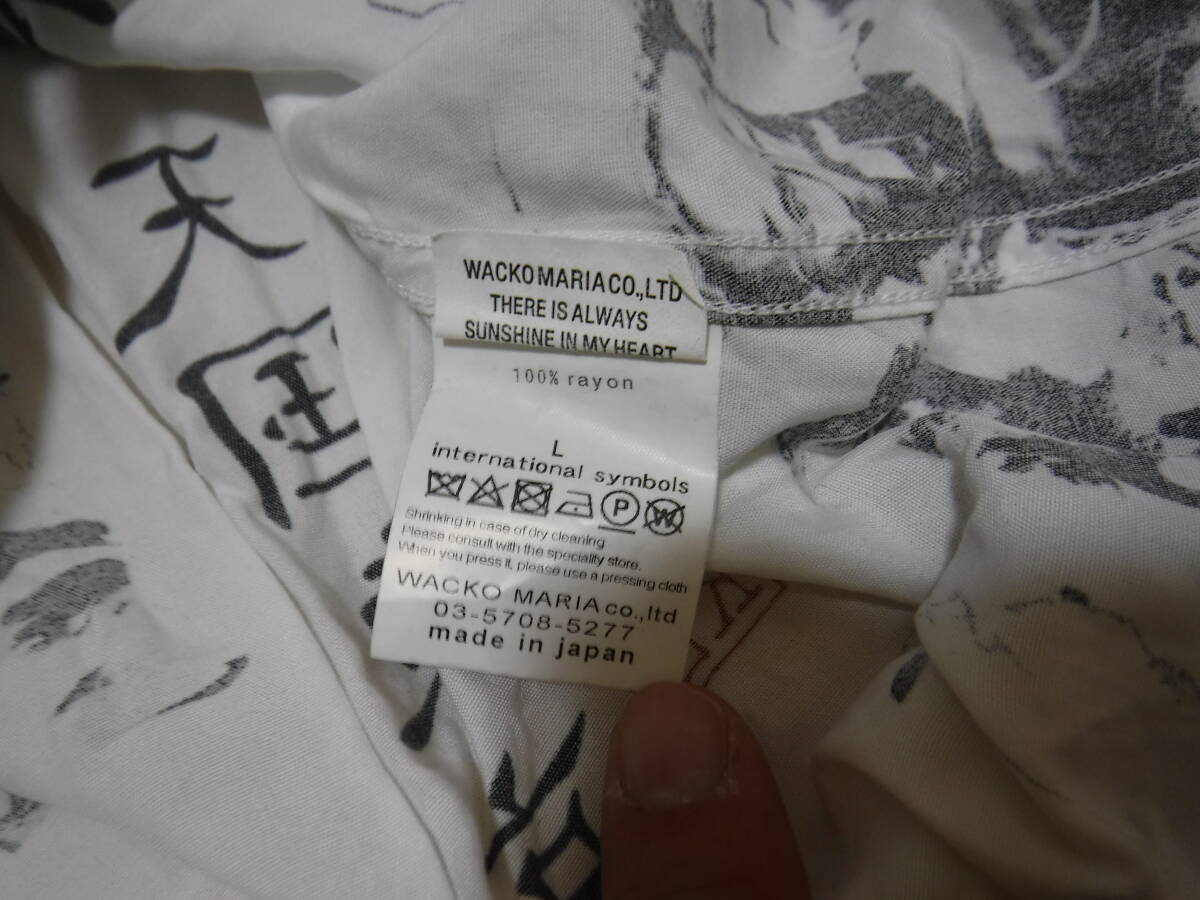 天国
WACKO MARIA CO.,LTD
THERE IS ALWAYS
SUNSHINE IN MY HEART
100% rayon
L
international symbols
P W
Shrinking in case of dry cleaning
Please consult with the speciality store.
When you press it, please use a pressing cloth
WACKO MARIA co.,ltd
03-5708-5277
made in japan